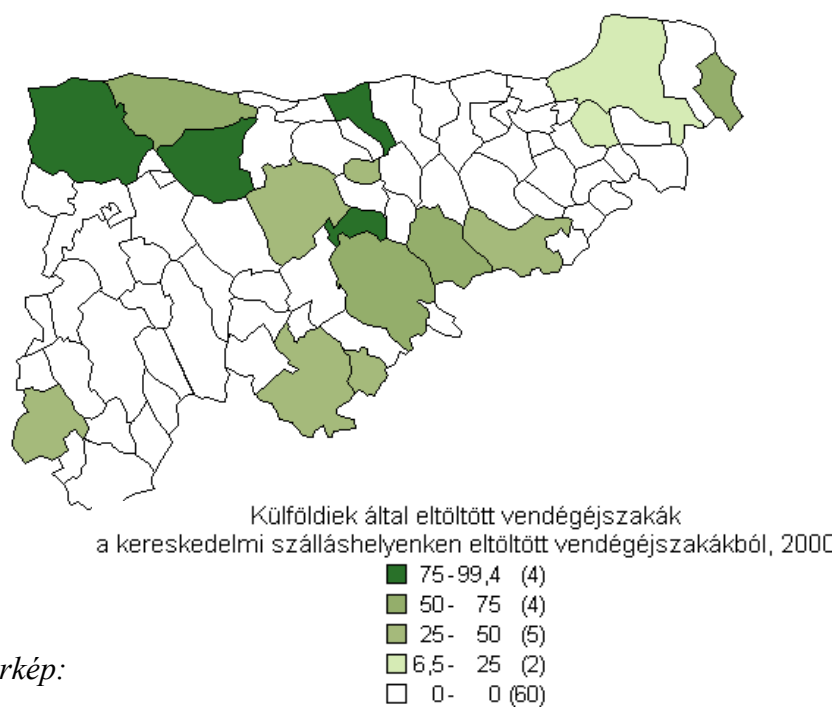 Külföldiek által eltöltött vendégéjszakák
a kereskedelmi szálláshelyenken eltöltött vendégéjszakákból, 2000
75-99,4 (4)
50- 75 (4)
25- 50 (5)
6,5- 25 (2)
0- 0 (60)
rkép: